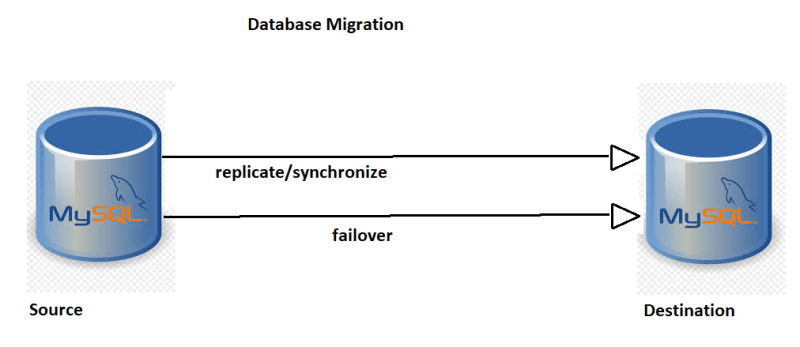 Database Migration
replicate/synchronize
MySQL
MySQL
failover
Source
Destination